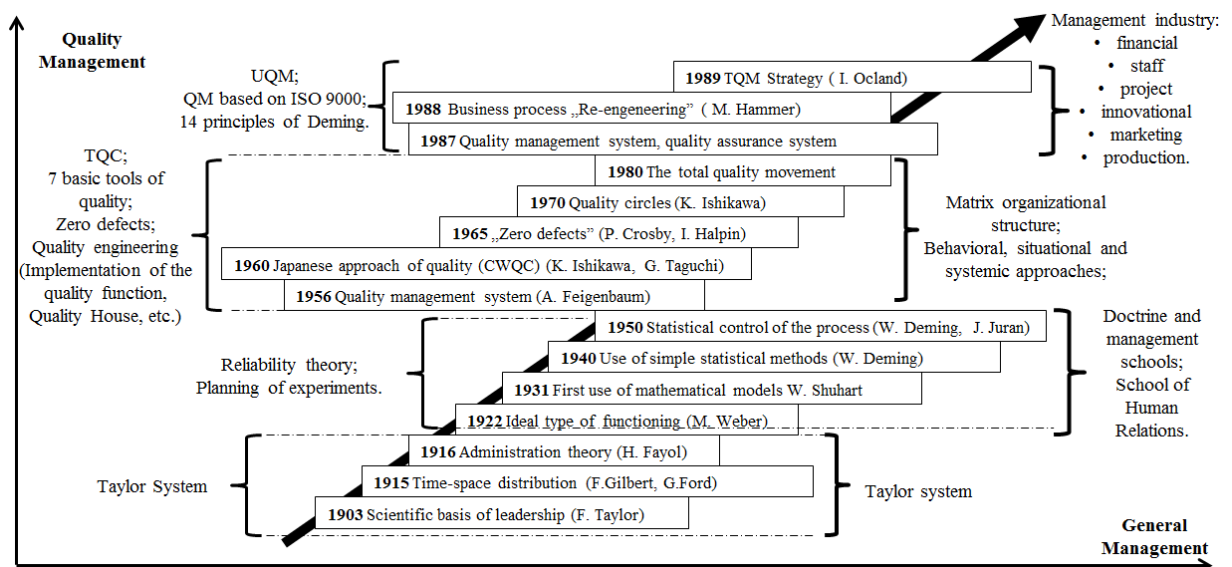 Quality
Management
UQM;
QM based on ISO 9000;
14 principles of Deming.
TQC;
7 basic tools of
quality;
Zero defects;
Quality engineering
(Implementation of the
quality function,
Quality House, etc.)
Reliability theory;
Planning of experiments.
Taylor System
1989 TQM Strategy ( I. Ocland)
1988 Business process „Re-engeneering” ( M. Hammer)
1987 Quality management system, quality assurance system
1980 The total quality movement
1970 Quality circles (K. Ishikawa)
1965 „Zero defects” (P. Crosby, I. Halpin)
1960 Japanese approach of quality (CWQC) (K. Ishikawa, G. Taguchi)
1956 Quality management system (A. Feigenbaum)
1950 Statistical control of the process (W. Deming, J. Juran)
1940 Use of simple statistical methods (W. Deming)
1931 First use of mathematical models W. Shuhart
1922 Ideal type of functioning (M. Weber)
1916 Administration theory (H. Fayol)
1915 Time-space distribution (F.Gilbert, G.Ford)
1903 Scientific basis of leadership (F. Taylor)
Management industry:
• financial
• staff
• project
• innovational
• marketing
• production.
Matrix organizational
structure;
Behavioral, situational and
systemic approaches;
Doctrine and
management
schools;
School of
Human
Relations.
Taylor system
General
Management